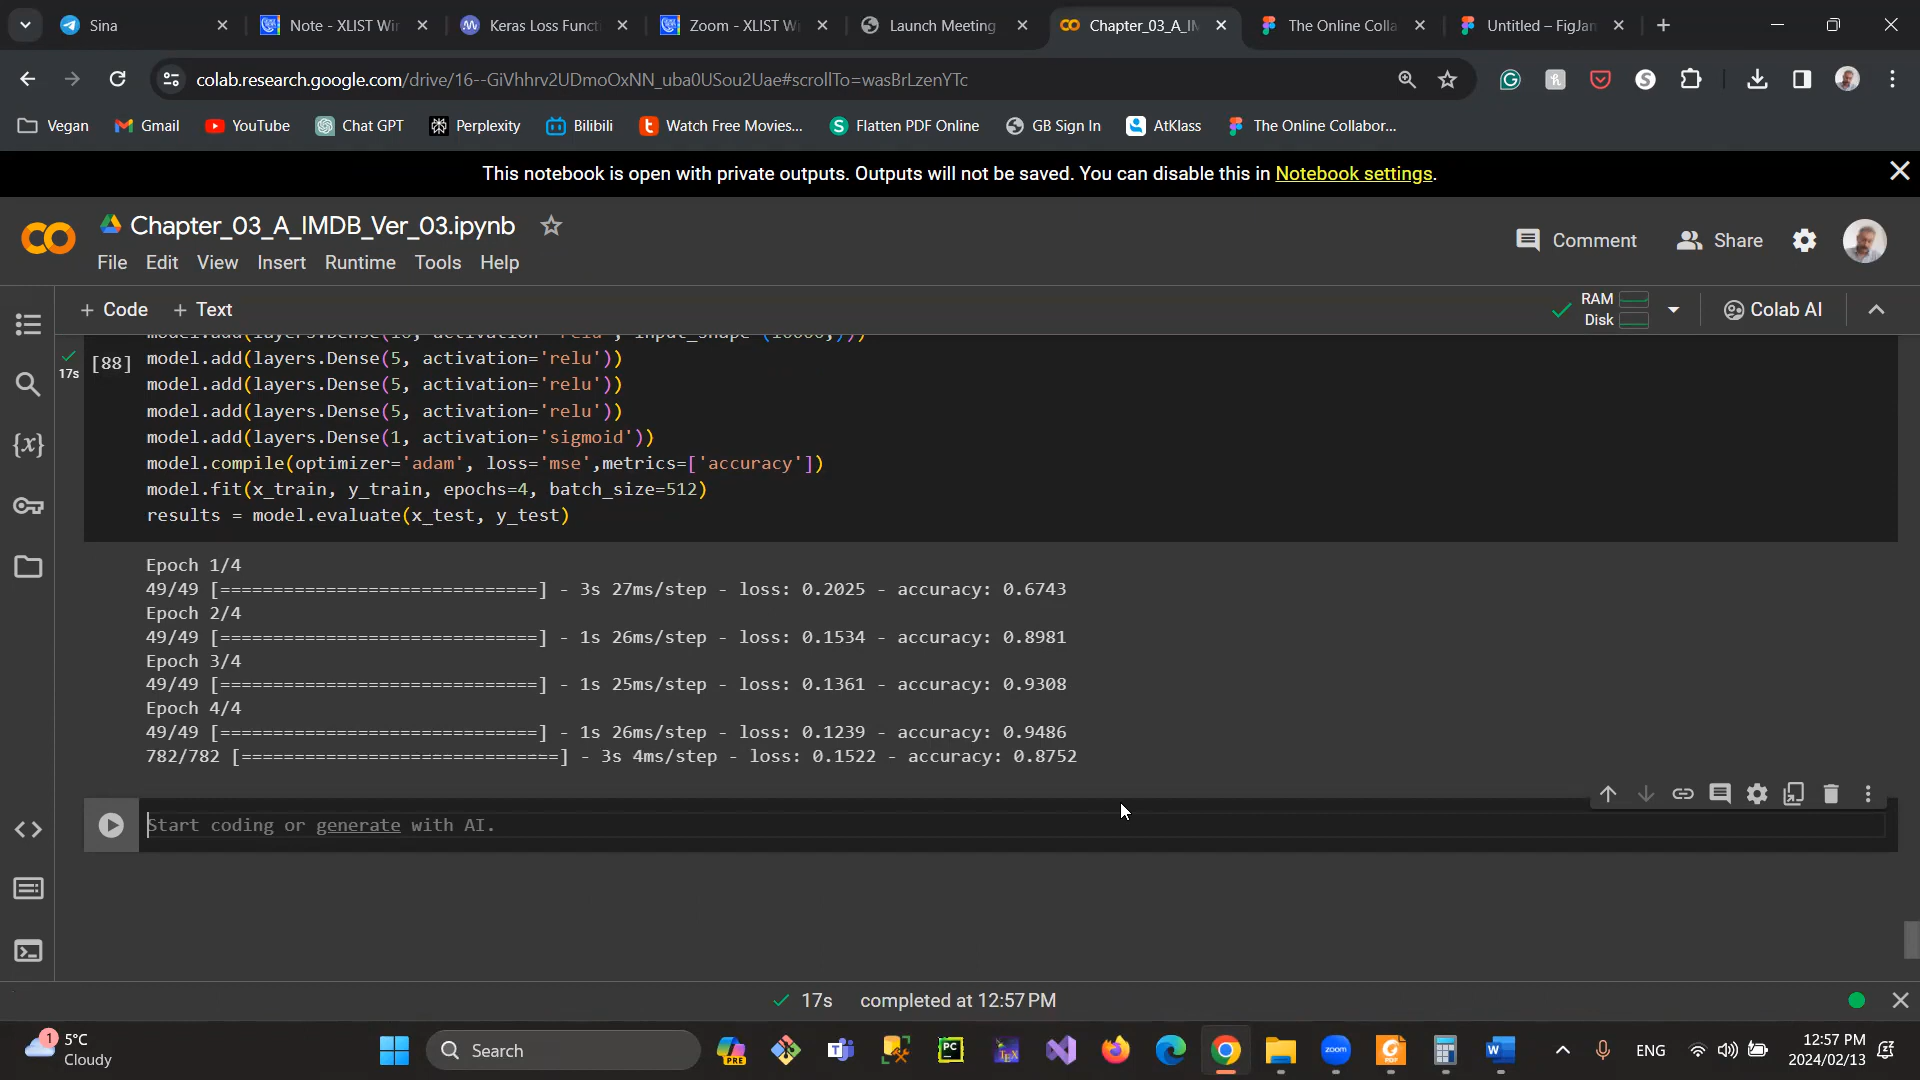 Sina
Note - XLIST Wi
Keras Loss Funct
Zoom - XLIST W
Launch Meeting
Chapter_03_A_I
The Online Colla
Untitled – FigJan
colab.research.google.com/drive/16--GiVhhrv2UDmoOxNN_uba0USou2Uae#scrollTo=wasBrLzenYTc
Vegan
Gmail
YouTube
Chat GPT
Perplexity
Bilibili
Watch Free Movies...
Flatten PDF Online
GB Sign In
AtKlass
The Online Collabor...
This notebook is open with private outputs. Outputs will not be saved. You can disable this in Notebook settings.
Chapter_03_A_IMDB_Ver_03.ipynb
Comment
Share
File Edit View Insert Runtime Tools Help
+ Code + Text
RAM
Disk
Colab AI
17s
[88]
model.add(layers.Dense(5, activation='relu'))
model.add(layers.Dense(5, activation='relu'))
model.add(layers.Dense(5, activation='relu'))
model.add(layers.Dense(1, activation='sigmoid'))
model.compile(optimizer='adam', loss='mse',metrics=['accuracy'])
model.fit(x_train, y_train, epochs=4, batch_size=512)
results = model.evaluate(x_test, y_test)
Epoch 1/4
49/49 [==============================] - 3s 27ms/step - loss: 0.2025 - accuracy: 0.6743
Epoch 2/4
49/49 [==============================] - 1s 26ms/step - loss: 0.1534 - accuracy: 0.8981
Epoch 3/4
49/49 [==============================] - 1s 25ms/step - loss: 0.1361 - accuracy: 0.9308
Epoch 4/4
49/49 [==============================] - 1s 26ms/step - loss: 0.1239 - accuracy: 0.9486
782/782 [==============================] - 3s 4ms/step - loss: 0.1522 - accuracy: 0.8752
Start coding or generate with AI.
17s completed at 12:57 PM
1
5°C
Cloudy
Search
PRE
PC
zoom
PDF
W
ENG
12:57 PM
2024/02/13